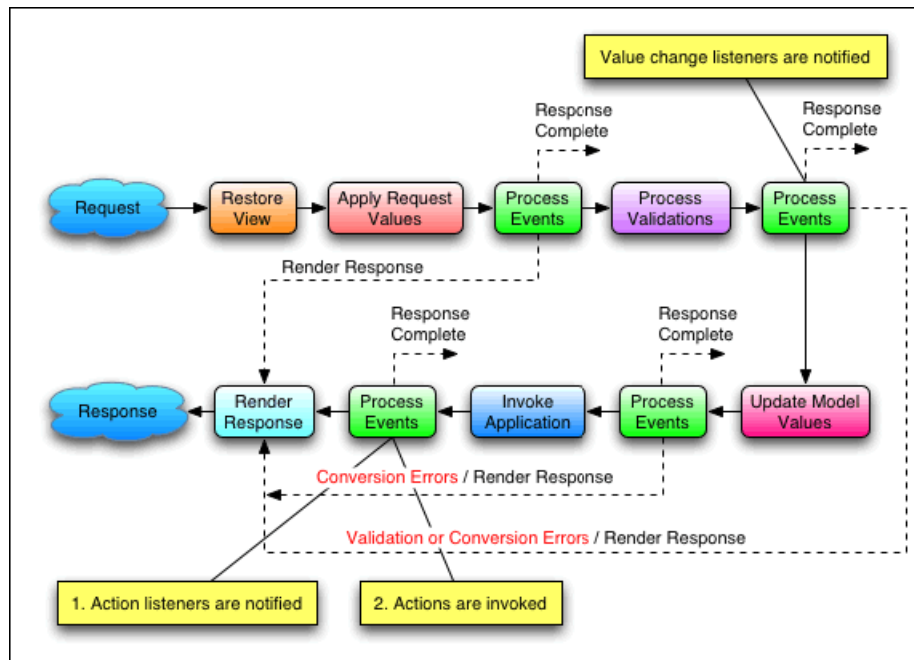 Value change listeners are notified
Response
Complete
Response
Complete
Request
Restore
View
Apply Request
Values
Process
Events
Process
Validations
Process
Events
Render Response
Response
Complete
Response
Complete
Response
Render
Response
Process
Events
Invoke
Application
Process
Events
Update Model
Values
Conversion Errors / Render Response
Validation or Conversion Errors / Render Response
1. Action listeners are notified
2. Actions are invoked